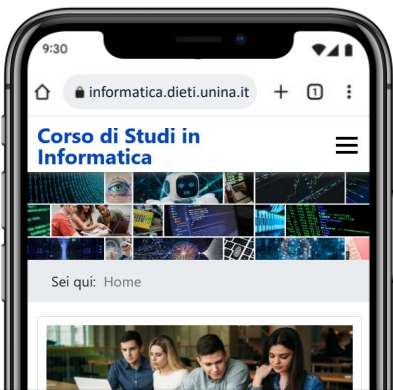 9:30
informatica.dieti.unina.it
1
Corso di Studi in
Informatica
Sei qui: Home